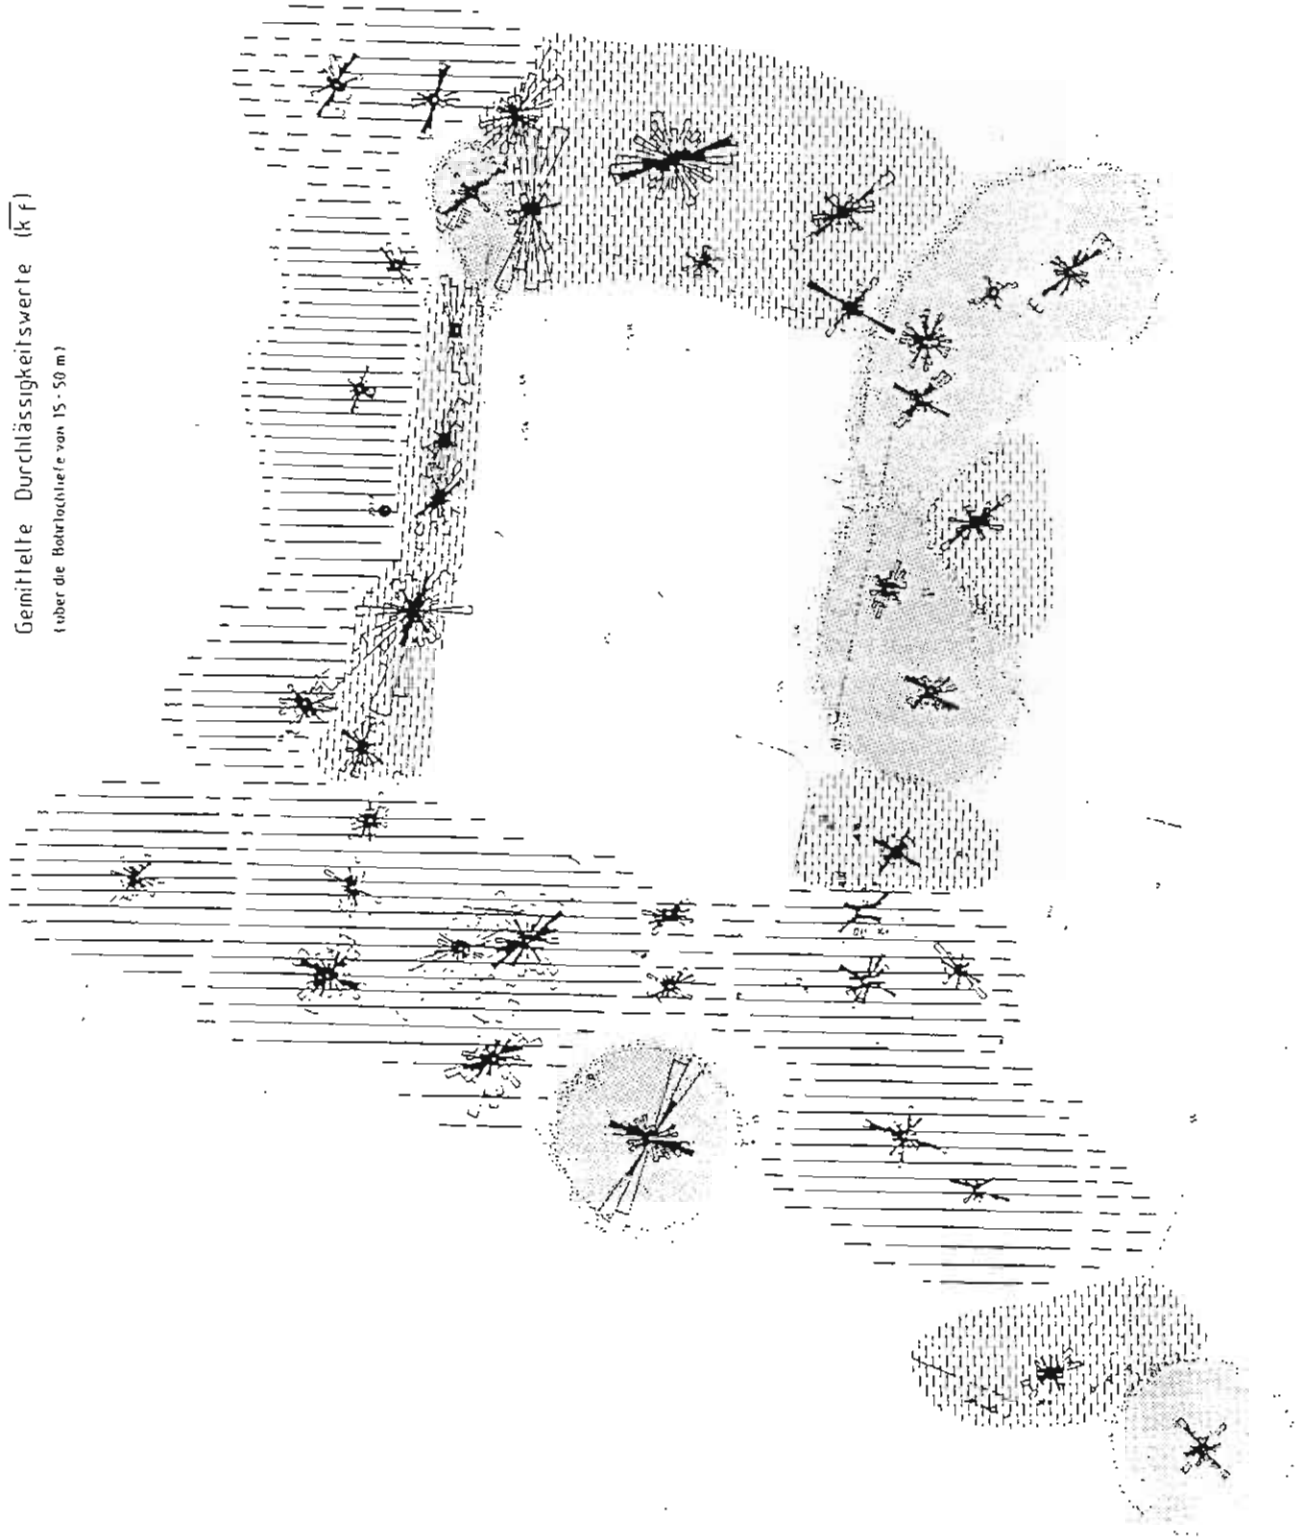 Gemittelte Durchlässigkeitswerte (k̅f̅)
(über die Bohrlochtiefe von 15-50 m)